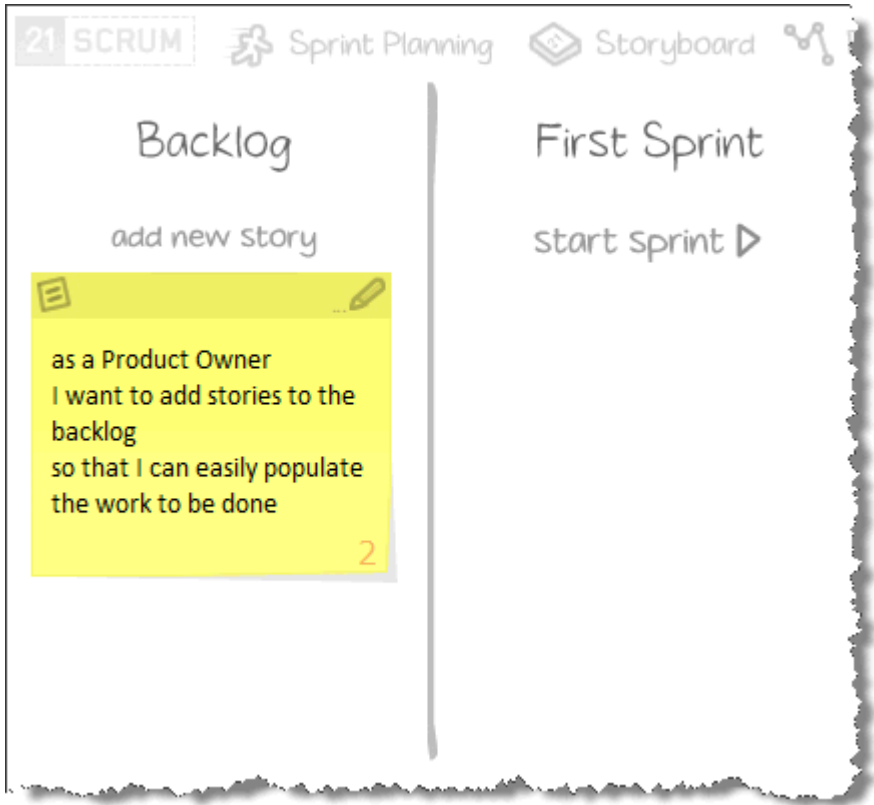 21 SCRUM Sprint Planning Storyboard
Backlog
First Sprint
add new story
start sprint
as a Product Owner
I want to add stories to the
backlog
so that I can easily populate
the work to be done
2